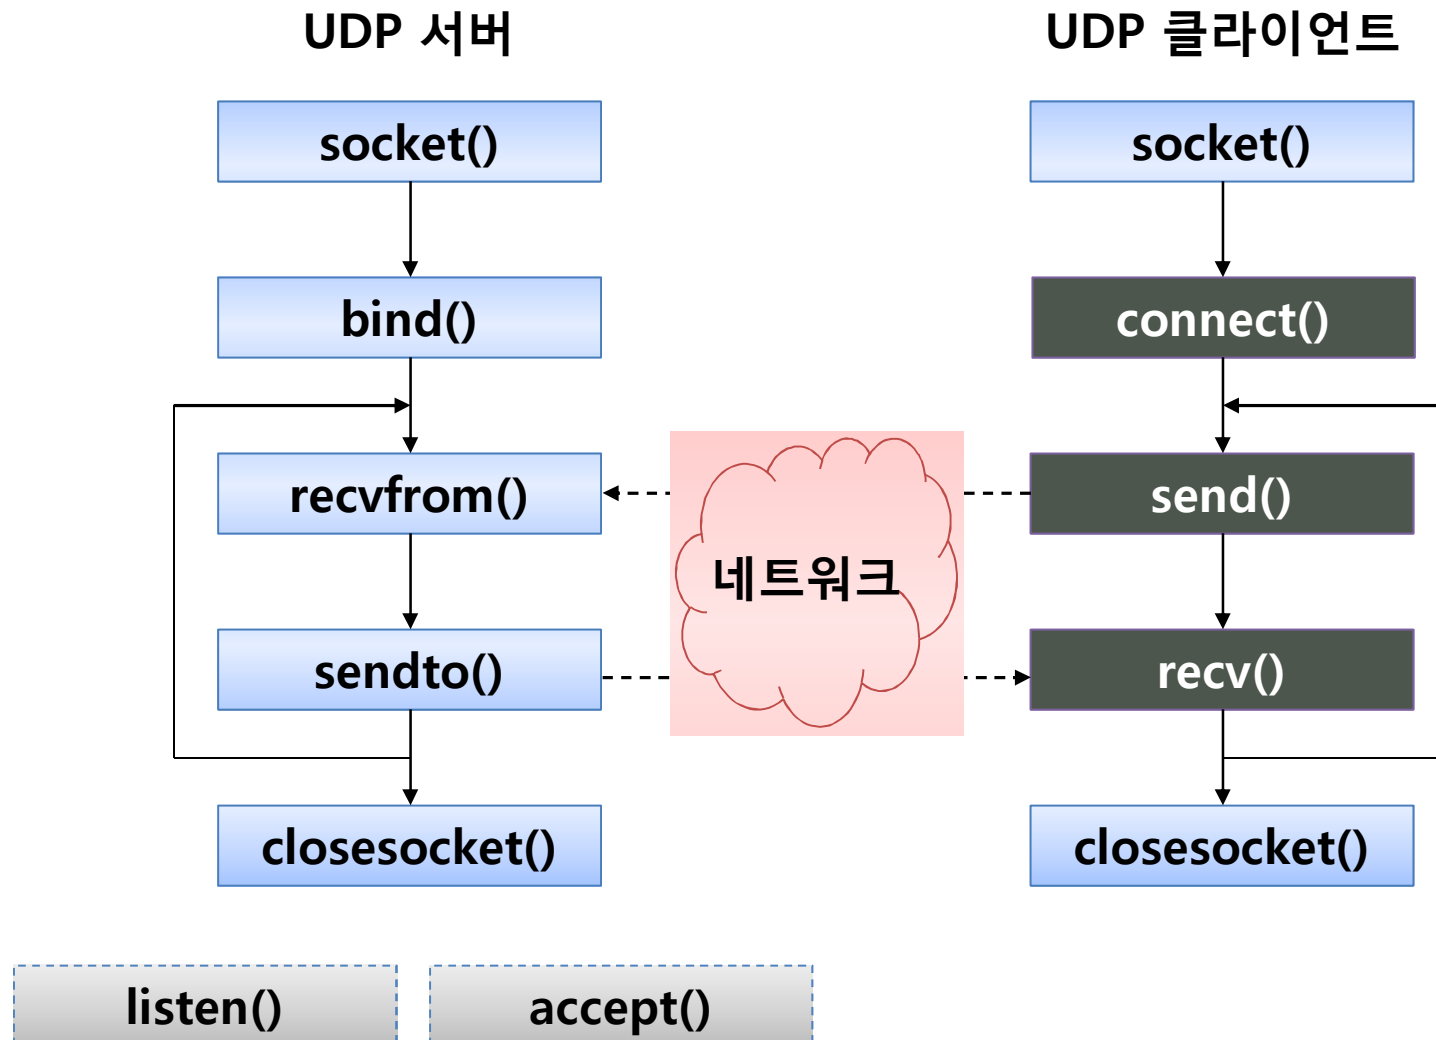 UDP 서버
UDP 클라이언트
socket()
socket()
bind()
connect()
recvfrom()
send()
네트워크
sendto()
recv()
closesocket()
closesocket()
listen()
accept()